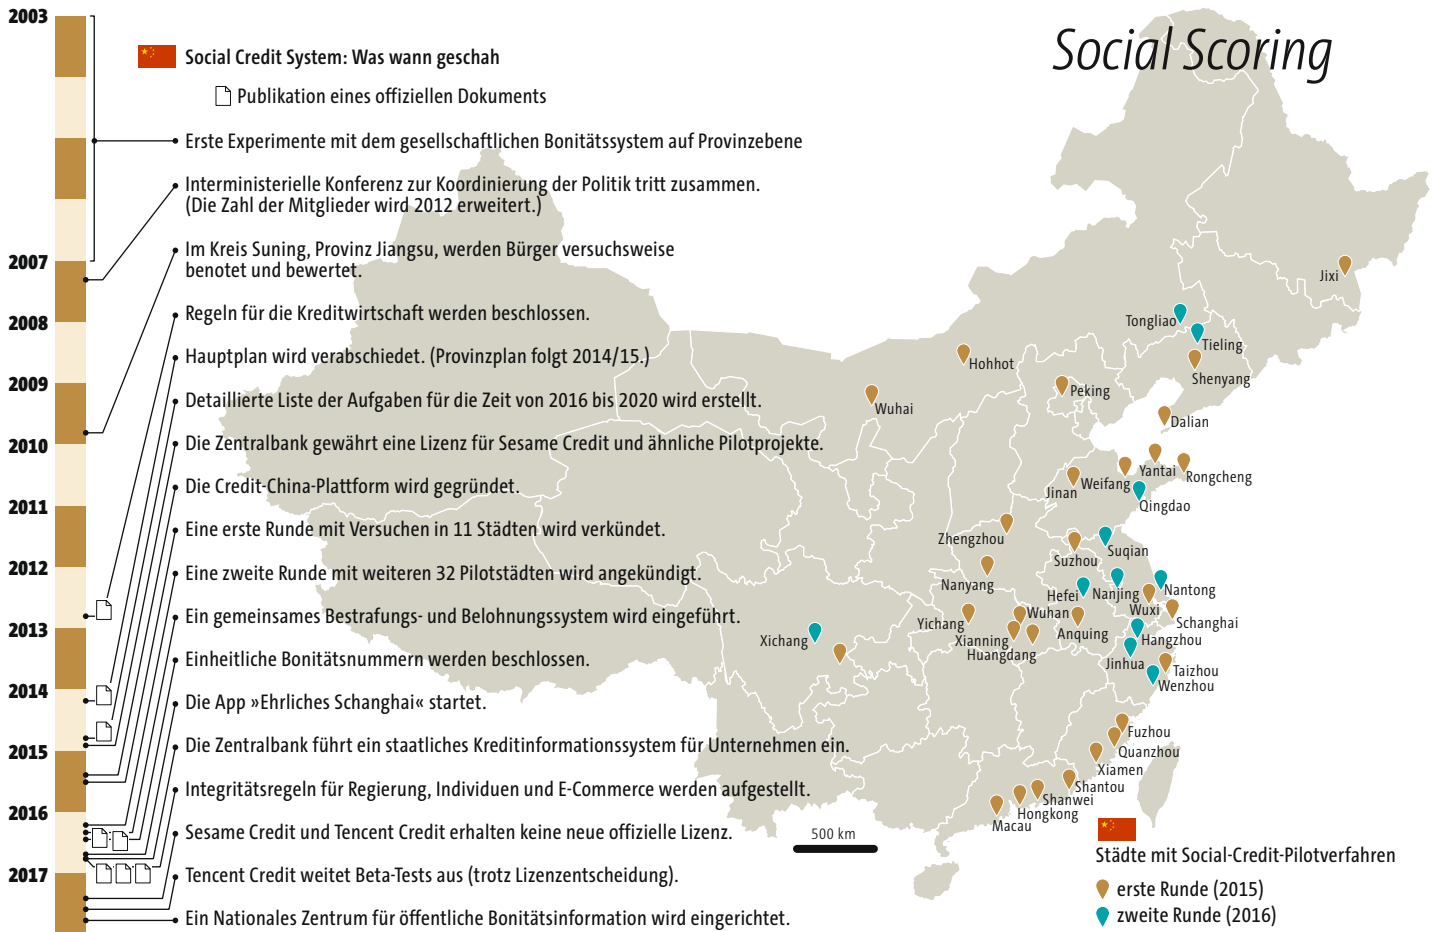 Social Scoring
2003
2007
2008
2009
2010
2011
2012
2013
2014
2015
2016
2017
Social Credit System: Was wann geschah
Publikation eines offiziellen Dokuments
Erste Experimente mit dem gesellschaftlichen Bonitätssystem auf Provinzebene
Interministerielle Konferenz zur Koordinierung der Politik tritt zusammen.
(Die Zahl der Mitglieder wird 2012 erweitert.)
Im Kreis Suning, Provinz Jiangsu, werden Bürger versuchsweise
benotet und bewertet.
Regeln für die Kreditwirtschaft werden beschlossen.
Hauptplan wird verabschiedet. (Provinzplan folgt 2014/15.)
Detaillierte Liste der Aufgaben für die Zeit von 2016 bis 2020 wird erstellt.
Die Zentralbank gewährt eine Lizenz für Sesame Credit und ähnliche Pilotprojekte.
Die Credit-China-Plattform wird gegründet.
Eine erste Runde mit Versuchen in 11 Städten wird verkündet.
Eine zweite Runde mit weiteren 32 Pilotstädten wird angekündigt.
Ein gemeinsames Bestrafungs- und Belohnungssystem wird eingeführt.
Einheitliche Bonitätsnummern werden beschlossen.
Die App »Ehrliches Schanghai« startet.
Die Zentralbank führt ein staatliches Kreditinformationssystem für Unternehmen ein.
Integritätsregeln für Regierung, Individuen und E-Commerce werden aufgestellt.
Sesame Credit und Tencent Credit erhalten keine neue offizielle Lizenz.
Tencent Credit weitet Beta-Tests aus (trotz Lizenzentscheidung).
Ein Nationales Zentrum für öffentliche Bonitätsinformation wird eingerichtet.
Jixi
Tongliao
Tieling
Shenyang
Hohhot
Peking
Wuhai
Dalian
Yantai
Rongcheng
Weifang
Jinan
Qingdao
Zhengzhou
Suqian
Suzhou
Nanyang
Hefei
Nanjing
Nantong
Wuxi
Schanghai
Yichang
Wuhan
Anquing
Hangzhou
Xichang
Xianning
Huangdang
Jinhua
Taizhou
Wenzhou
Fuzhou
Quanzhou
Xiamen
Shantou
Shanwei
Hongkong
Macau
500 km
Städte mit Social-Credit-Pilotverfahren
erste Runde (2015)
zweite Runde (2016)